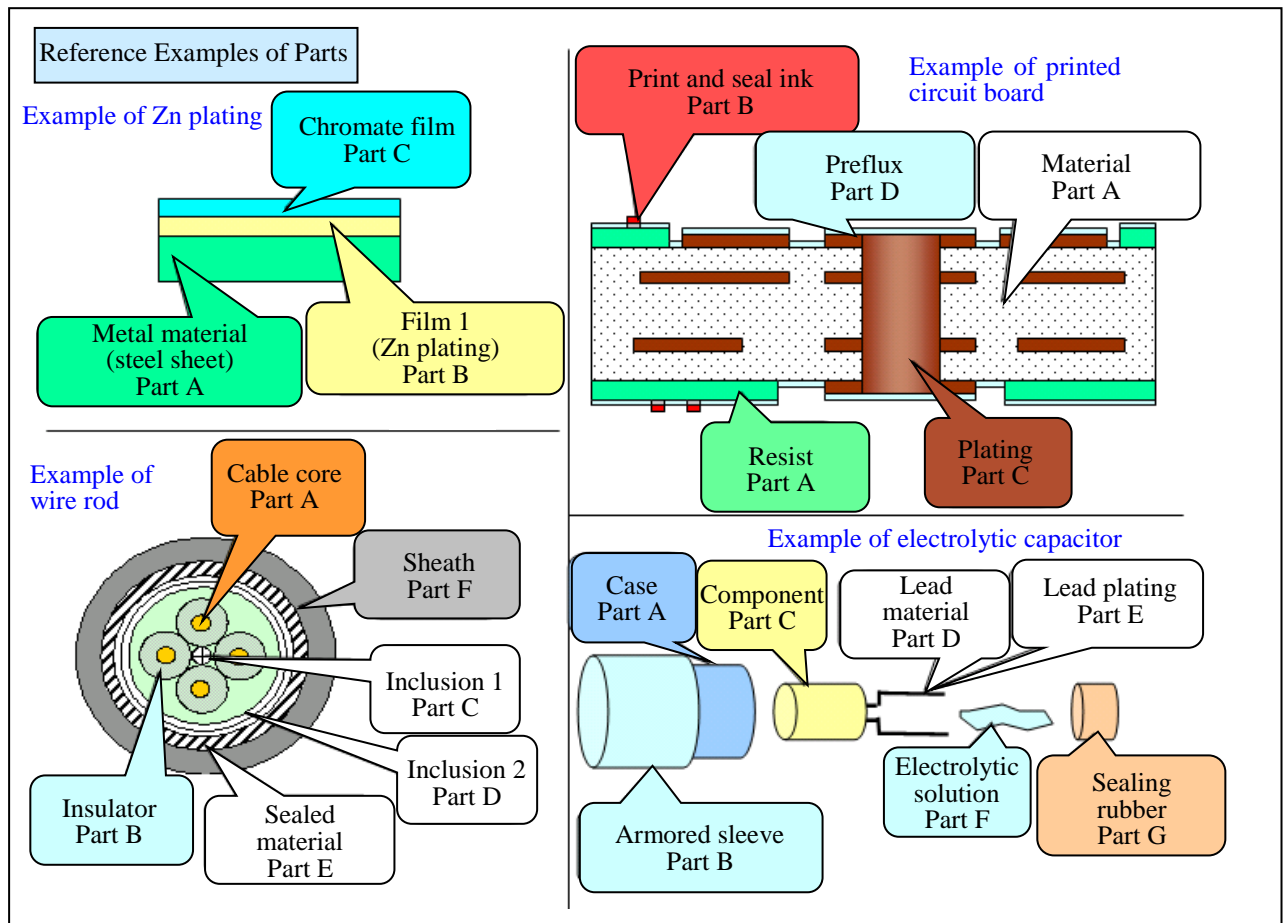 Reference Examples of Parts
Example of Zn plating
Chromate film
Part C
Metal material
(steel sheet)
Part A
Film 1
(Zn plating)
Part B
Example of printed
circuit board
Print and seal ink
Part B
Preflux
Part D
Material
Part A
Resist
Part A
Plating
Part C
Example of
wire rod
Cable core
Part A
Sheath
Part F
Inclusion 1
Part C
Inclusion 2
Part D
Insulator
Part B
Sealed
material
Part E
Example of electrolytic capacitor
Case
Part A
Component
Part C
Lead
material
Part D
Lead plating
Part E
Armored sleeve
Part B
Electrolytic
solution
Part F
Sealing
rubber
Part G